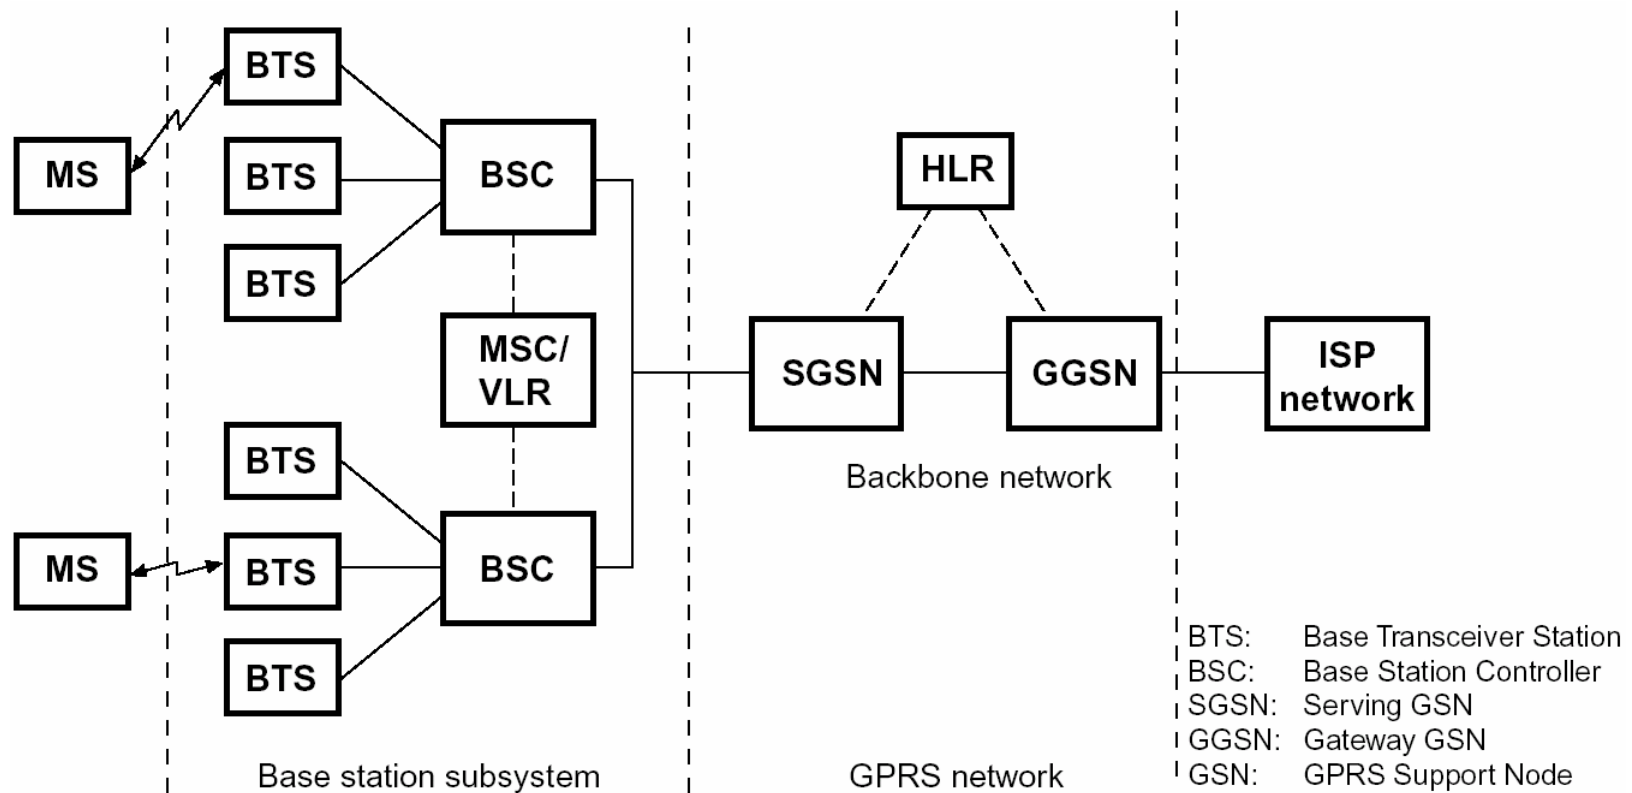 BTS
MS
BTS
BSC
BTS
MSC/
VLR
BTS
MS
BTS
BSC
BTS
Base station subsystem
HLR
SGSN
GGSN
Backbone network
GPRS network
ISP
network
BTS: Base Transceiver Station
BSC: Base Station Controller
SGSN: Serving GSN
GGSN: Gateway GSN
GSN: GPRS Support Node